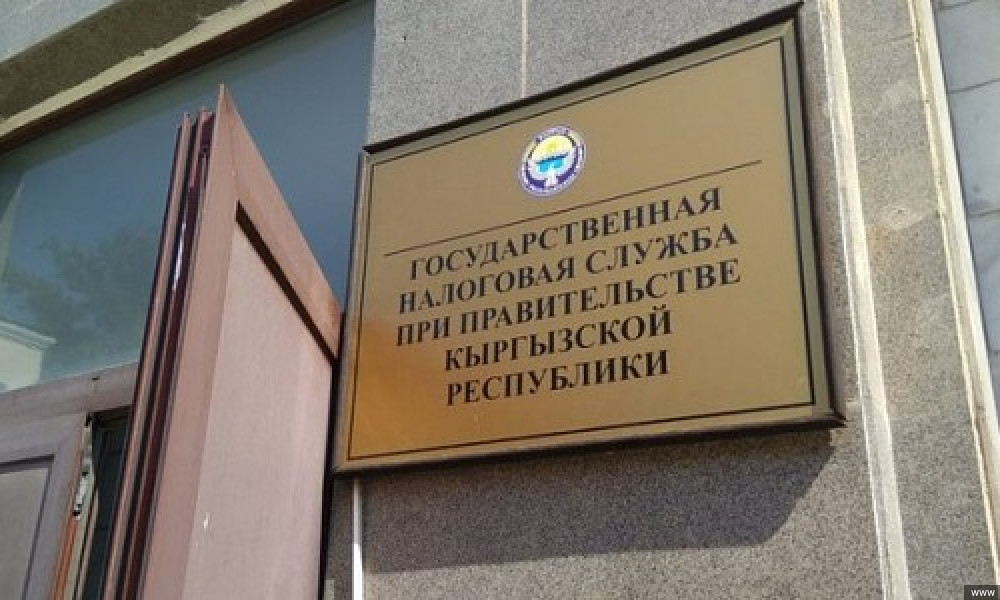 ГОСУДАРСТВЕННАЯ
НАЛОГОВАЯ СЛУЖБА
ПРИ ПРАВИТЕЛЬСТВЕ
КЫРГЫЗСКОЙ
РЕСПУБЛИКИ
www